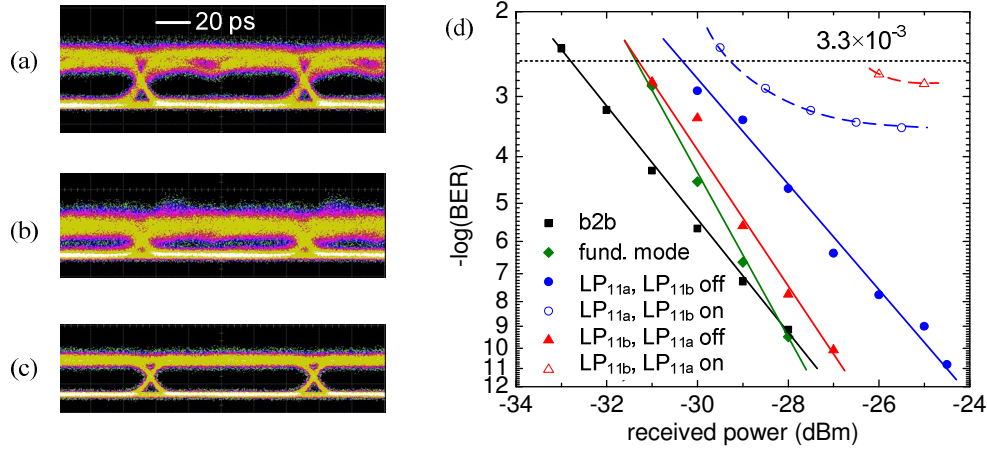 (a)
20 ps
(b)
(c)
(d)
3.3×10-3
-log(BER)
2
3
4
5
6
7
8
9
10
11
12
b2b
fund. mode
LP11a, LP11b off
LP11a, LP11b on
LP11b, LP11a off
LP11b, LP11a on
-34 -32 -30 -28 -26 -24
received power (dBm)